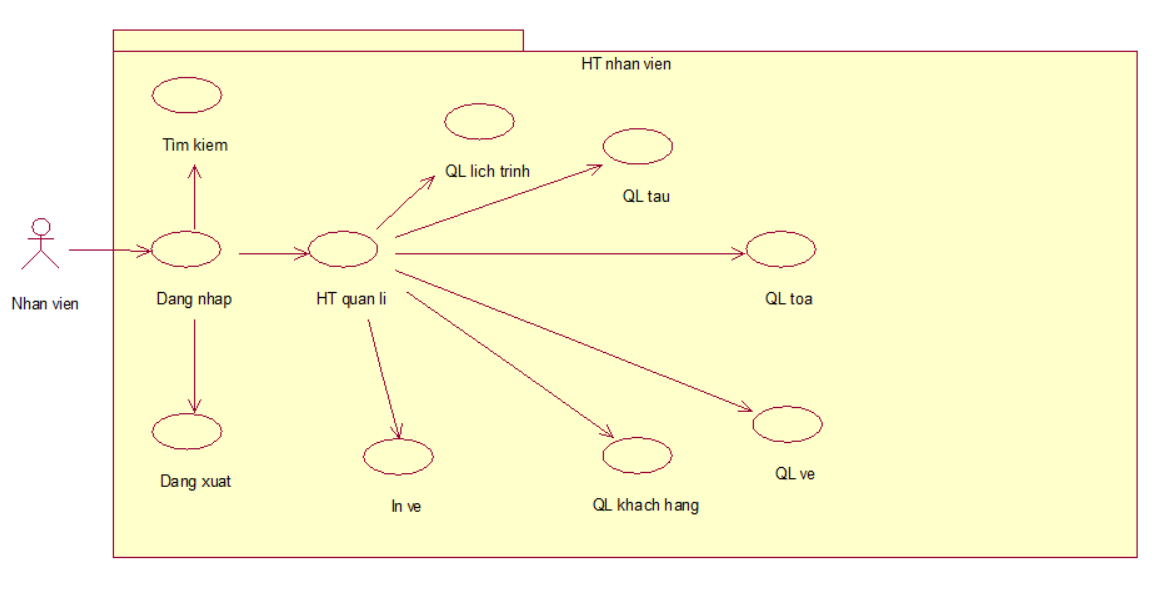 HT nhan vien
Tim kiem
QL lich trinh
QL tau
Nhan vien
Dang nhap
HT quan li
QL toa
Dang xuat
In ve
QL khach hang
QL ve